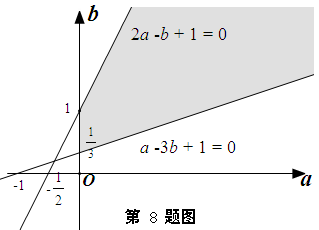 b
2a -b + 1 = 0
1
1/3
a -3b + 1 = 0
-1
-1/2
O
a
第 8 题图